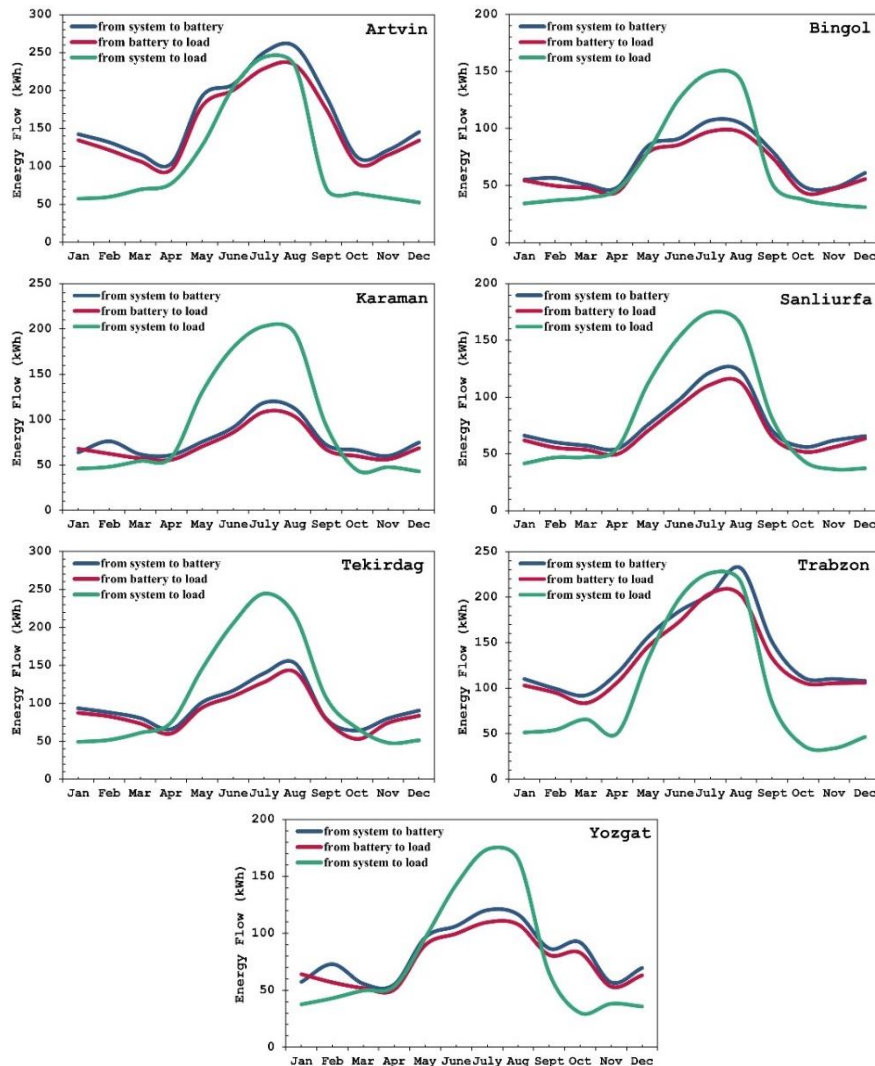 from system to battery
from battery to load
from system to load
Artvin
Energy Flow (kWh)
300
250
200
150
100
50
0
Jan Feb Mar Apr May June July Aug Sept Oct Nov Dec
from system to battery
from battery to load
from system to load
Bingol
Energy Flow (kWh)
200
150
100
50
0
Jan Feb Mar Apr May June July Aug Sept Oct Nov Dec
from system to battery
from battery to load
from system to load
Karaman
Energy Flow (kWh)
250
200
150
100
50
0
Jan Feb Mar Apr May June July Aug Sept Oct Nov Dec
from system to battery
from battery to load
from system to load
Sanliurfa
Energy Flow (kWh)
200
150
100
50
0
Jan Feb Mar Apr May June July Aug Sept Oct Nov Dec
from system to battery
from battery to load
from system to load
Tekirdag
Energy Flow (kWh)
300
250
200
150
100
50
0
Jan Feb Mar Apr May June July Aug Sept Oct Nov Dec
from system to battery
from battery to load
from system to load
Trabzon
Energy Flow (kWh)
250
200
150
100
50
0
Jan Feb Mar Apr May June July Aug Sept Oct Nov Dec
from system to battery
from battery to load
from system to load
Yozgat
Energy Flow (kWh)
200
150
100
50
0
Jan Feb Mar Apr May June July Aug Sept Oct Nov Dec